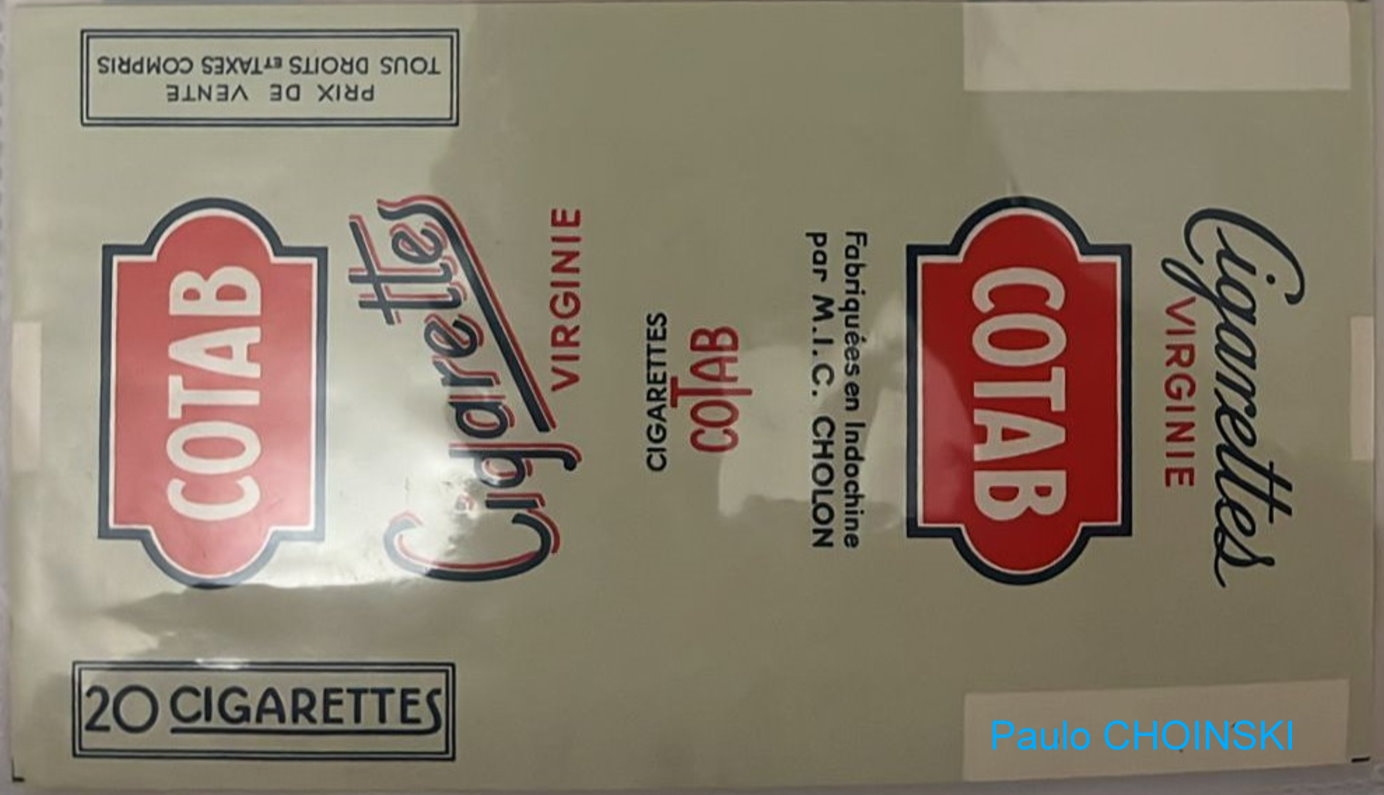 PRIX DE VENTE
TOUS DROITS ET TAXES COMPRIS
COTAB
Cigarettes
VIRGINIE
CIGARETTES
COTAB
Fabriquées en Indochine
par M.I.C. CHOLON
COTAB
Cigarettes
VIRGINIE
20 CIGARETTES
Paulo CHOINSKI